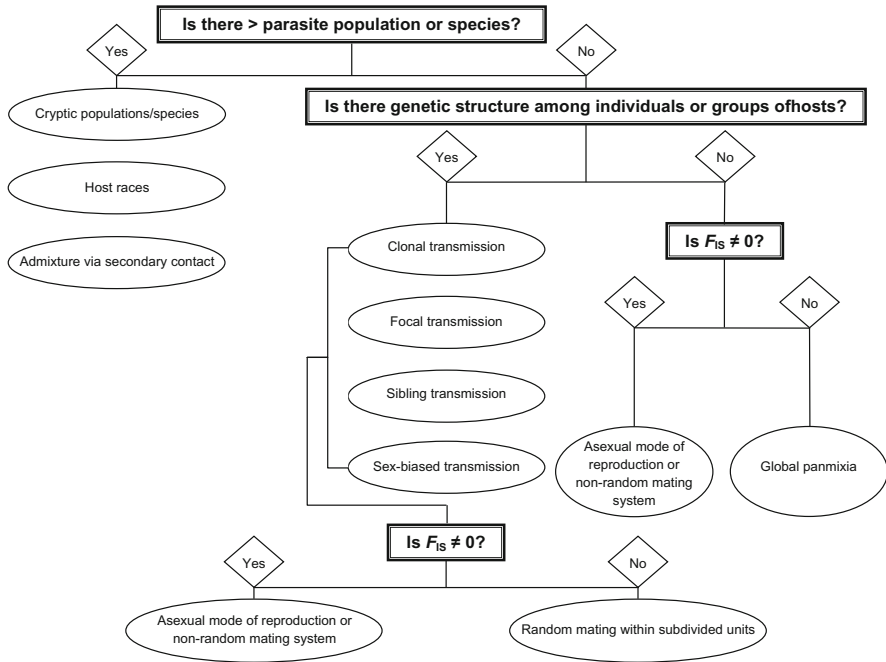 Is there > parasite population or species?
Yes
No
Cryptic populations/species
Is there genetic structure among individuals or groups ofhosts?
Host races
Yes
No
Admixture via secondary contact
Clonal transmission
Is FIS ≠ 0?
Focal transmission
Yes
No
Sibling transmission
Sex-biased transmission
Asexual mode of
reproduction or
non-random mating
system
Global panmixia
Is FIS ≠ 0?
Yes
No
Asexual mode of reproduction or
non-random mating system
Random mating within subdivided units